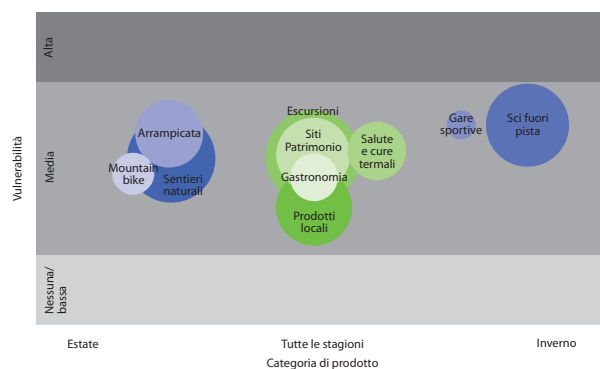 Vulnerabilità
Alta
Media
Nessuna/
bassa
Arrampicata
Mountain
bike
Sentieri
naturali
Escursioni
Siti
Patrimonio
Gastronomia
Prodotti
locali
Salute
e cure
termali
Gare
sportive
Sci fuori
pista
Estate
Tutte le stagioni
Inverno
Categoria di prodotto